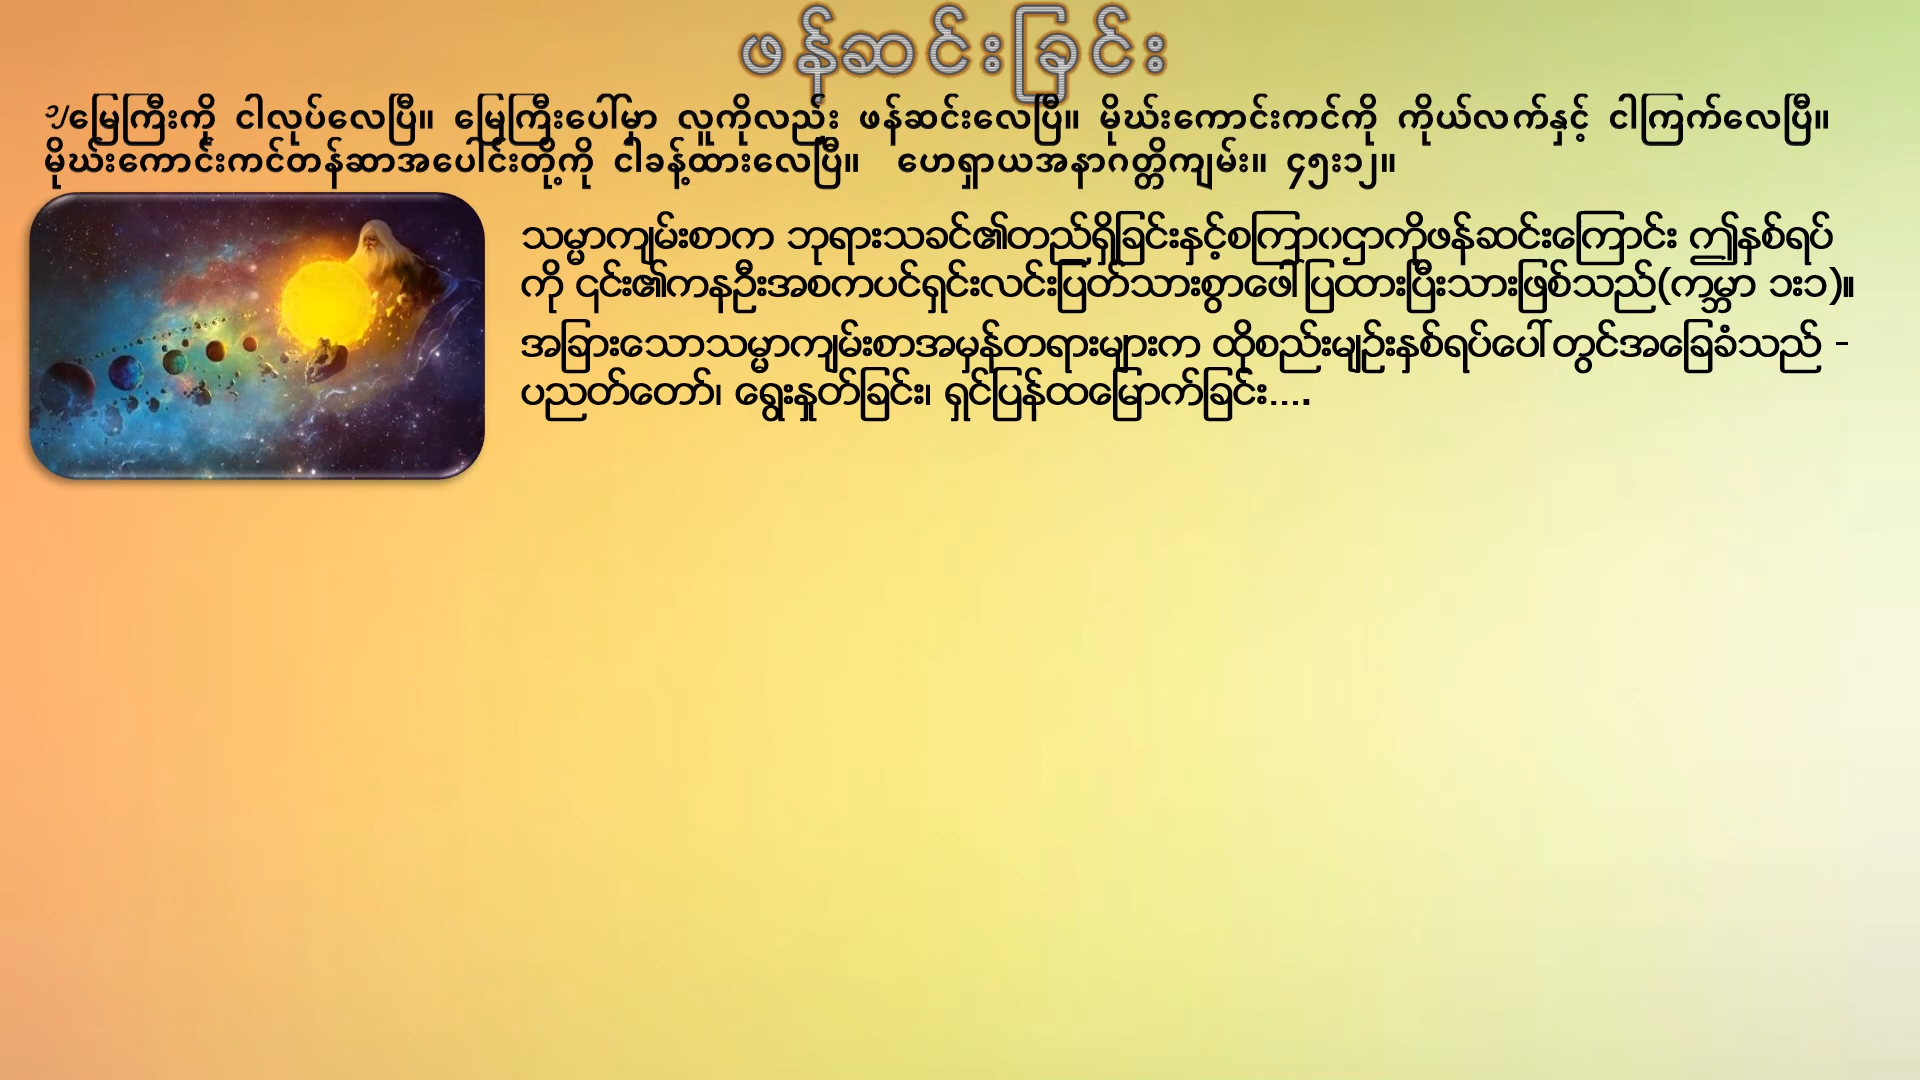 ဖန်ဆင်းခြင်း
၁/မြေကြီးကို ငါလုပ်လေပြီ။ မြေကြီးပေါ်မှာ လူကိုလည်း ဖန်ဆင်းလေပြီ။ မိုဃ်းကောင်းကင်ကို ကိုယ်လက်နှင့် ငါကြက်လေပြီ။
မိုဃ်းကောင်းကင်တန်ဆာအပေါင်းတို့ကို ငါခန့်ထားလေပြီ။ ဟေရှာယအနာဂတ္တိကျမ်း။ ၄၅း၁၂။
သမ္မာကျမ်းစာက ဘုရားသခင်၏တည်ရှိခြင်းနှင့်စကြာဝဌာကိုဖန်ဆင်းကြောင်း ဤနှစ်ရပ်
ကို ၎င်း၏ကနဦးအစကပင်ရှင်းလင်းပြတ်သားစွာဖေါ်ပြထားပြီးသားဖြစ်သည်(ကမ္ဘာ ၁း၁)။
အခြားသောသမ္မာကျမ်းစာအမှန်တရားများက ထိုစည်းမျဉ်းနှစ်ရပ်ပေါ်တွင်အခြေခံသည် -
ပညတ်တော်၊ ရွေးနှုတ်ခြင်း၊ ရှင်ပြန်ထမြောက်ခြင်း....